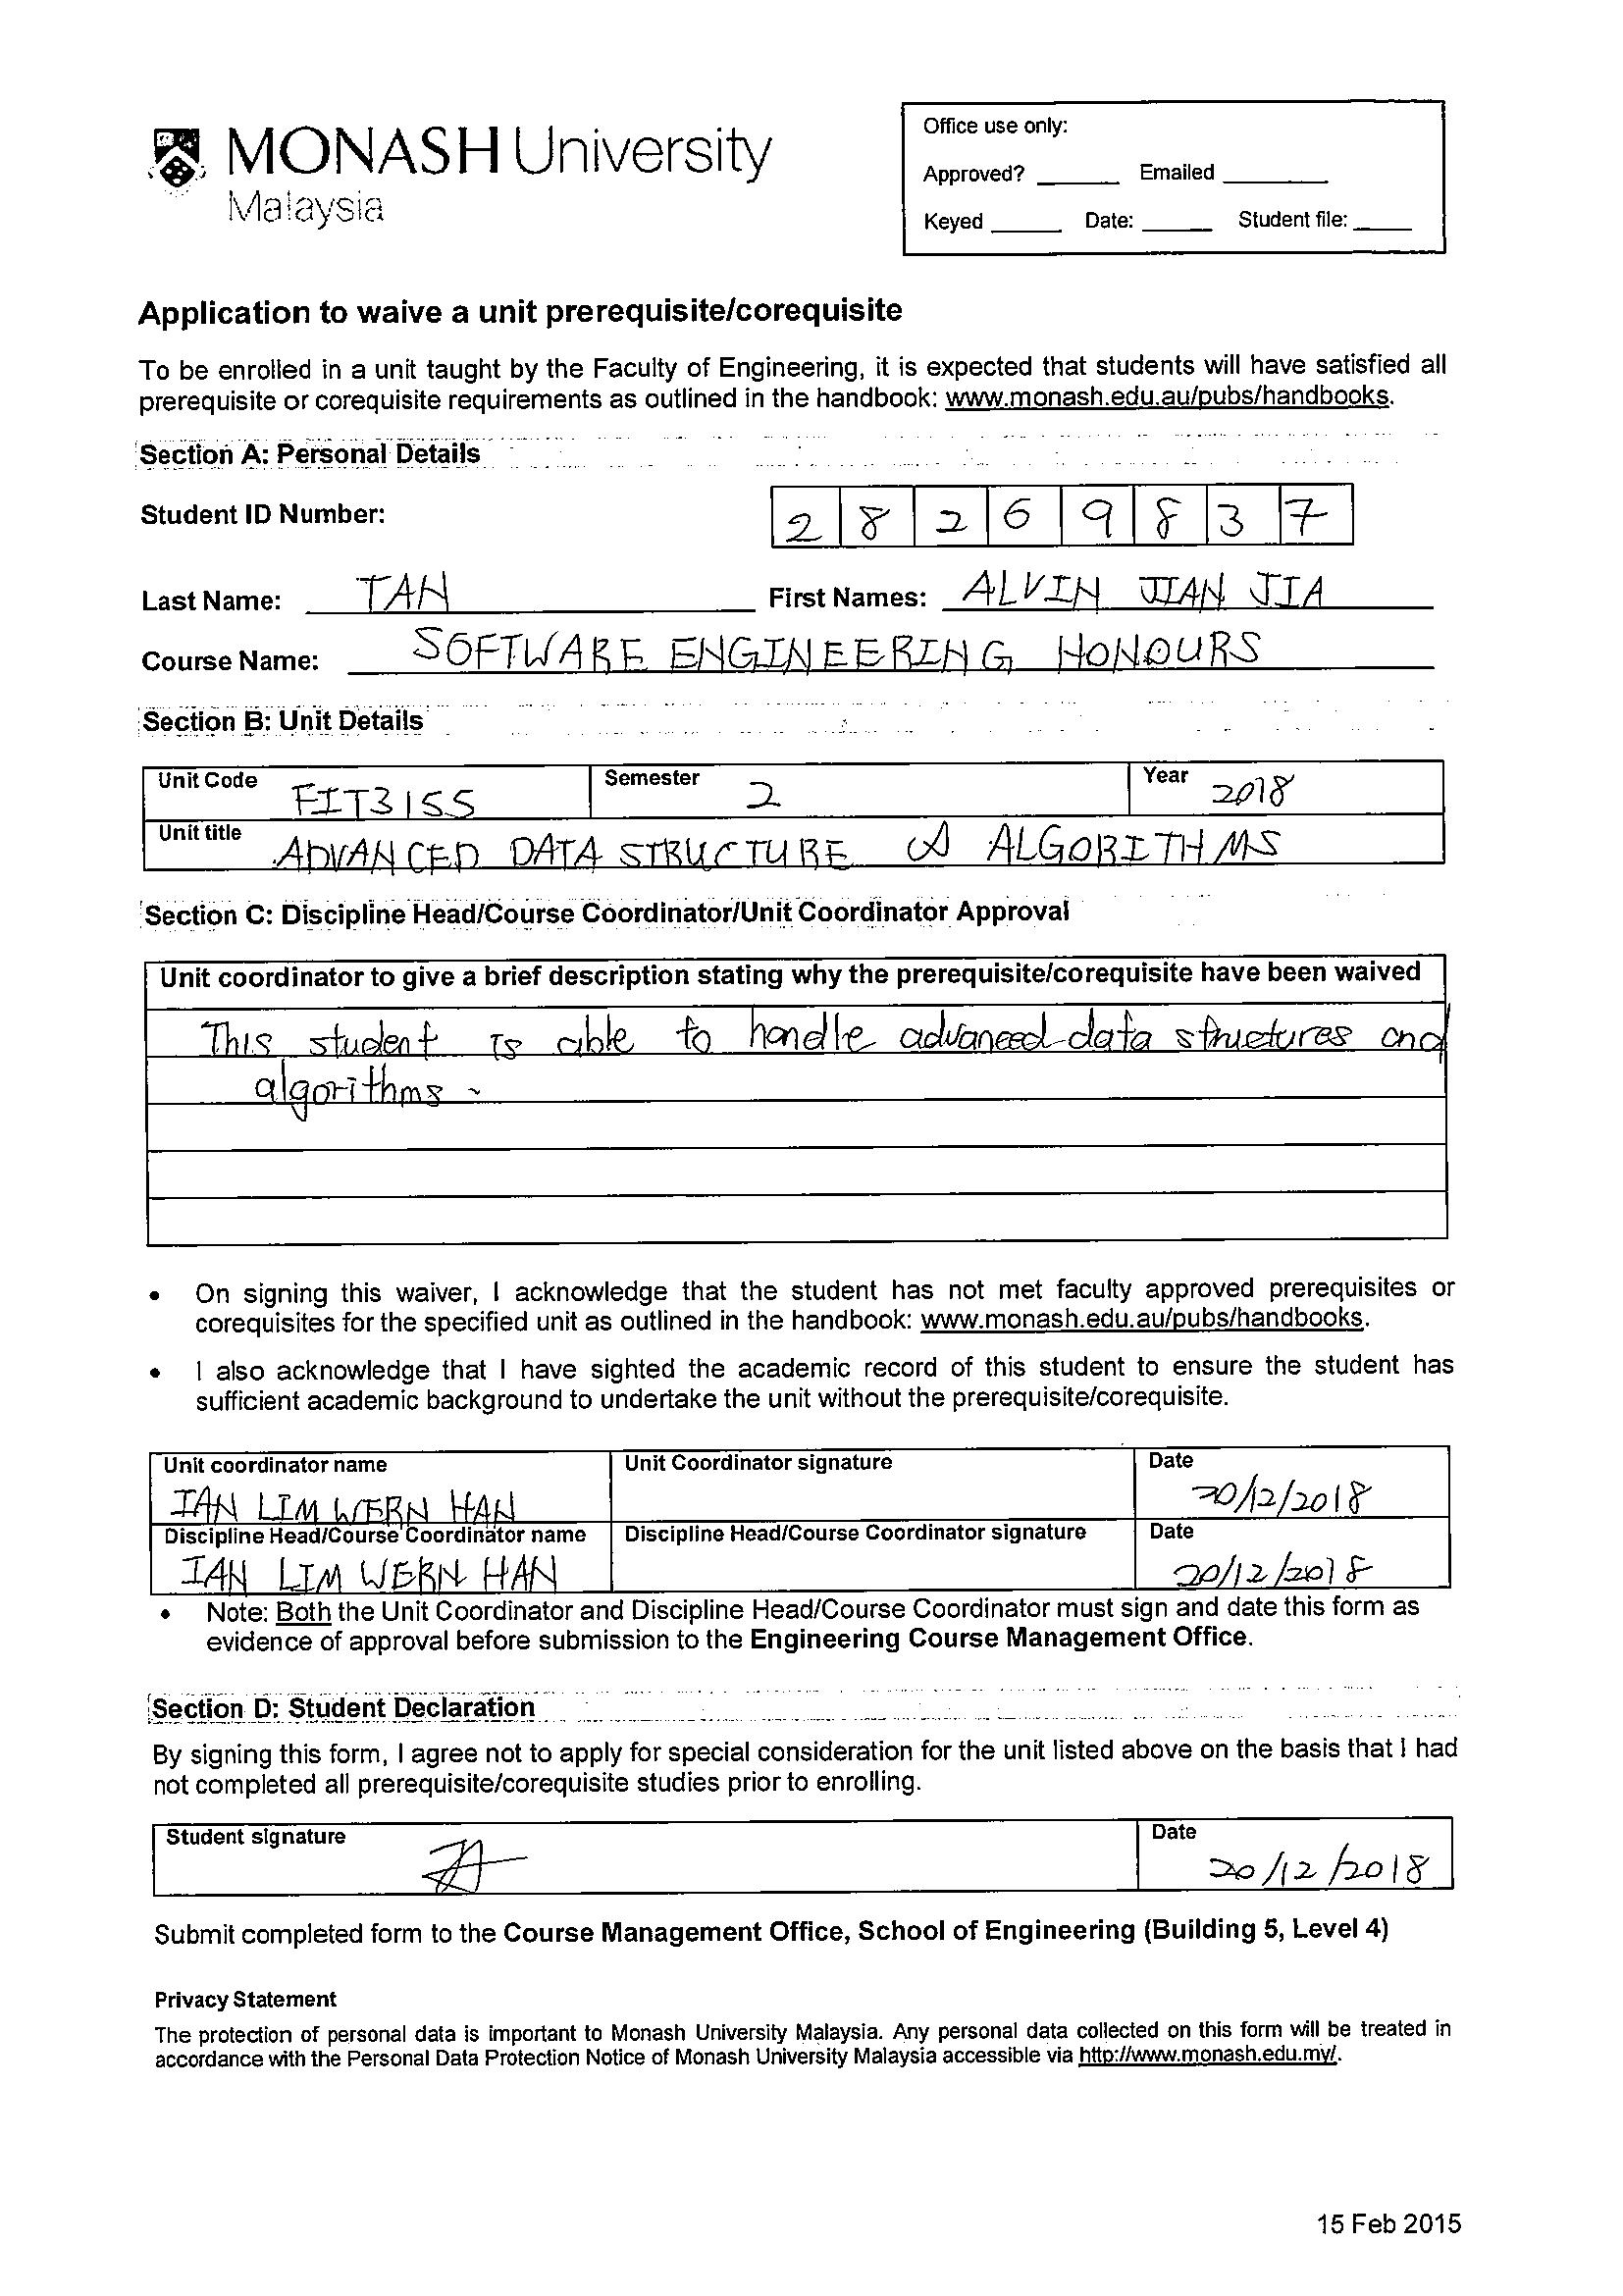 MONASH University
Malaysia
Office use only:
Approved? ______ Emailed ______
Keyed ______ Date: ______ Student file: ______
Application to waive a unit prerequisite/corequisite
To be enrolled in a unit taught by the Faculty of Engineering, it is expected that students will have satisfied all
prerequisite or corequisite requirements as outlined in the handbook: www.monash.edu.au/pubs/handbooks.
Section A: Personal Details
Student ID Number: 2 8 2 6 9 8 3 7
Last Name: TAN First Names: ALVIN JIAN JIA
Course Name: SOFTWARE ENGINEERING HONOURS
Section B: Unit Details
Unit Code FIT3155 Semester 2 Year 2018
Unit title ADVANCED DATA STRUCTURE & ALGORITHMS
Section C: Discipline Head/Course Coordinator/Unit Coordinator Approval
Unit coordinator to give a brief description stating why the prerequisite/corequisite have been waived
This student is able to handle advanced data structures and
algorithms.
• On signing this waiver, I acknowledge that the student has not met faculty approved prerequisites or
corequisites for the specified unit as outlined in the handbook: www.monash.edu.au/pubs/handbooks.
• I also acknowledge that I have sighted the academic record of this student to ensure the student has
sufficient academic background to undertake the unit without the prerequisite/corequisite.
Unit coordinator name Unit Coordinator signature Date
IAN LIM WERN HAN 20/12/2018
Discipline Head/Course Coordinator name Discipline Head/Course Coordinator signature Date
IAN LIM WERN HAN 20/12/2018
• Note: Both the Unit Coordinator and Discipline Head/Course Coordinator must sign and date this form as
evidence of approval before submission to the Engineering Course Management Office.
Section D: Student Declaration
By signing this form, I agree not to apply for special consideration for the unit listed above on the basis that I had
not completed all prerequisite/corequisite studies prior to enrolling.
Student signature Date
20/12/2018
Submit completed form to the Course Management Office, School of Engineering (Building 5, Level 4)
Privacy Statement
The protection of personal data is important to Monash University Malaysia. Any personal data collected on this form will be treated in
accordance with the Personal Data Protection Notice of Monash University Malaysia accessible via http://www.monash.edu.my/.
15 Feb 2015